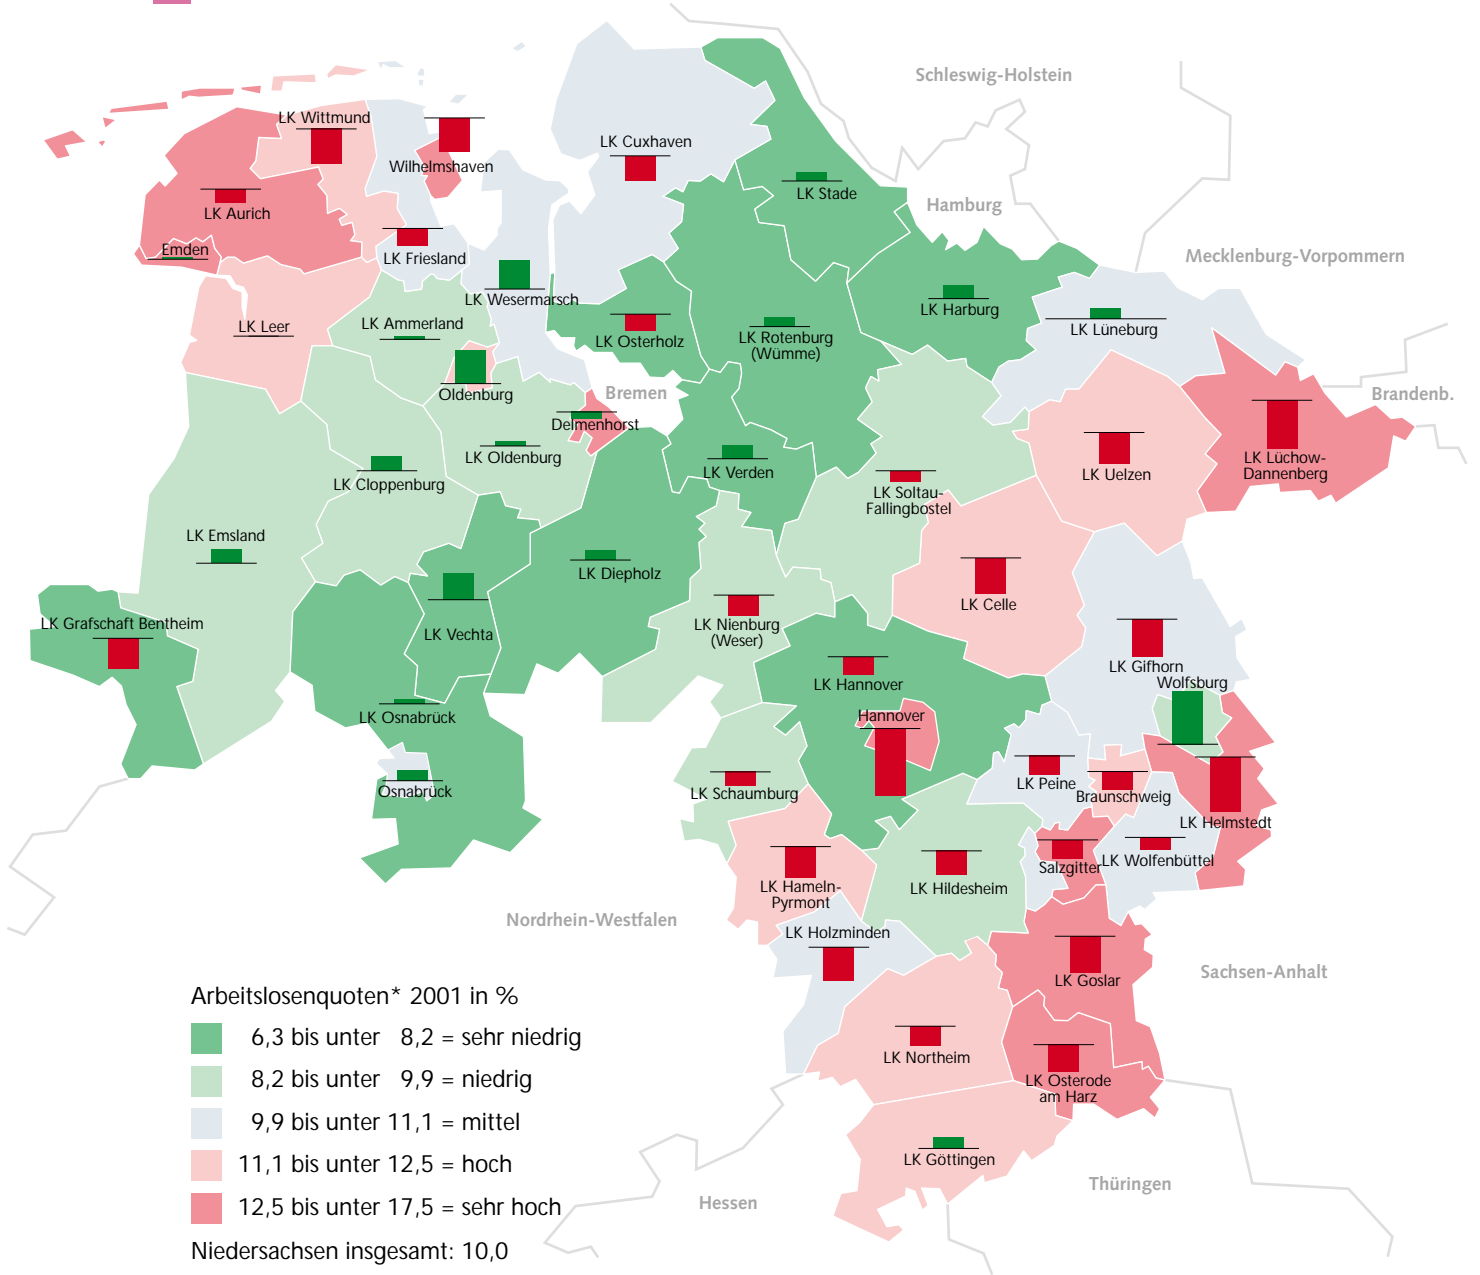 Schleswig-Holstein
LK Wittmund
LK Cuxhaven
Wilhelmshaven
LK Stade
LK Aurich
Hamburg
Emden
LK Friesland
Mecklenburg-Vorpommern
LK Wesermarsch
LK Harburg
LK Leer
LK Ammerland
LK Lüneburg
LK Osterholz
LK Rotenburg
(Wümme)
Oldenburg
Bremen
Brandenb.
Delmenhorst
LK Oldenburg
LK Verden
LK Uelzen
LK Lüchow-
Dannenberg
LK Cloppenburg
LK Soltau-
Fallingbostel
LK Emsland
LK Diepholz
LK Celle
LK Grafschaft Bentheim
LK Nienburg
(Weser)
LK Vechta
LK Gifhorn
Wolfsburg
LK Hannover
LK Osnabrück
Hannover
Osnabrück
LK Schaumburg
LK Peine
Braunschweig
LK Helmstedt
LK Wolfenbüttel
Salzgitter
LK Hameln-
Pyrmont
LK Hildesheim
Nordrhein-Westfalen
LK Holzminden
Sachsen-Anhalt
LK Goslar
LK Northeim
LK Osterode
am Harz
LK Göttingen
Thüringen
Hessen
Arbeitslosenquoten* 2001 in %
6,3 bis unter 8,2 = sehr niedrig
8,2 bis unter 9,9 = niedrig
9,9 bis unter 11,1 = mittel
11,1 bis unter 12,5 = hoch
12,5 bis unter 17,5 = sehr hoch
Niedersachsen insgesamt: 10,0